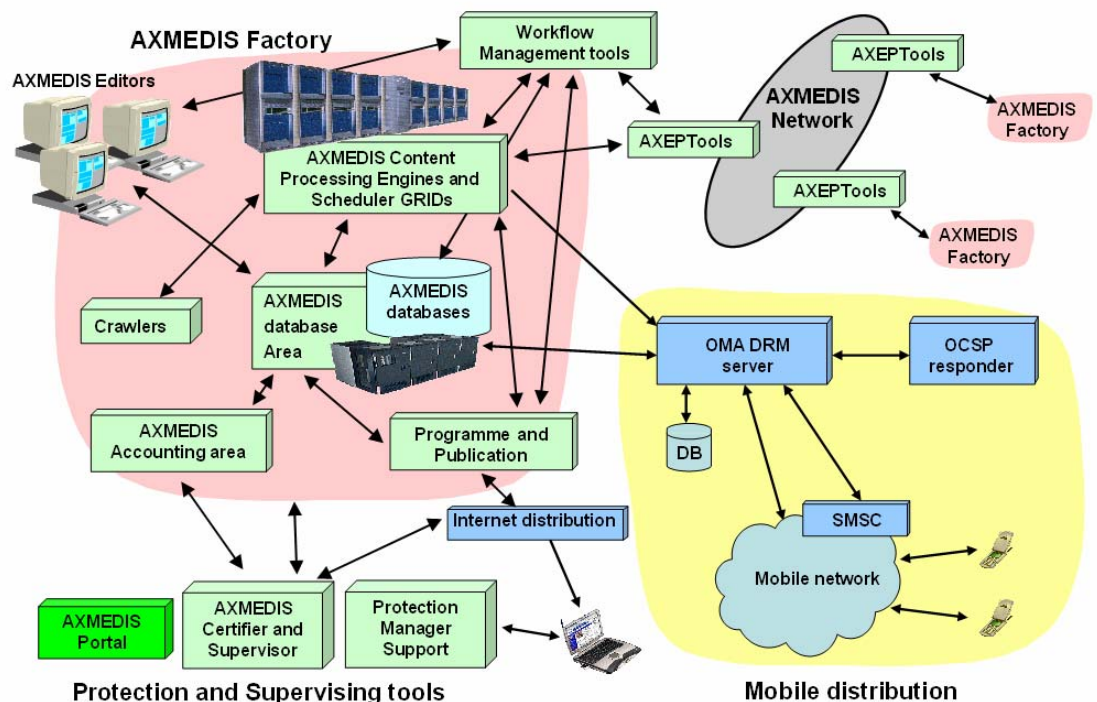 AXMEDIS Factory
Workflow
Management tools
AXEPTools
AXMEDIS Editors
AXMEDIS
Network
AXMEDIS
Factory
AXEPTools
AXMEDIS Content
Processing Engines and
Scheduler GRIDs
AXEPTools
AXMEDIS
Factory
AXMEDIS
database
Area
AXMEDIS
databases
Crawlers
OMA DRM
server
OCSP
responder
AXMEDIS
Accounting area
Programme and
Publication
DB
Internet distribution
SMSC
Mobile network
AXMEDIS
Portal
AXMEDIS
Certifier and
Supervisor
Protection
Manager
Support
Protection and Supervising tools
Mobile distribution